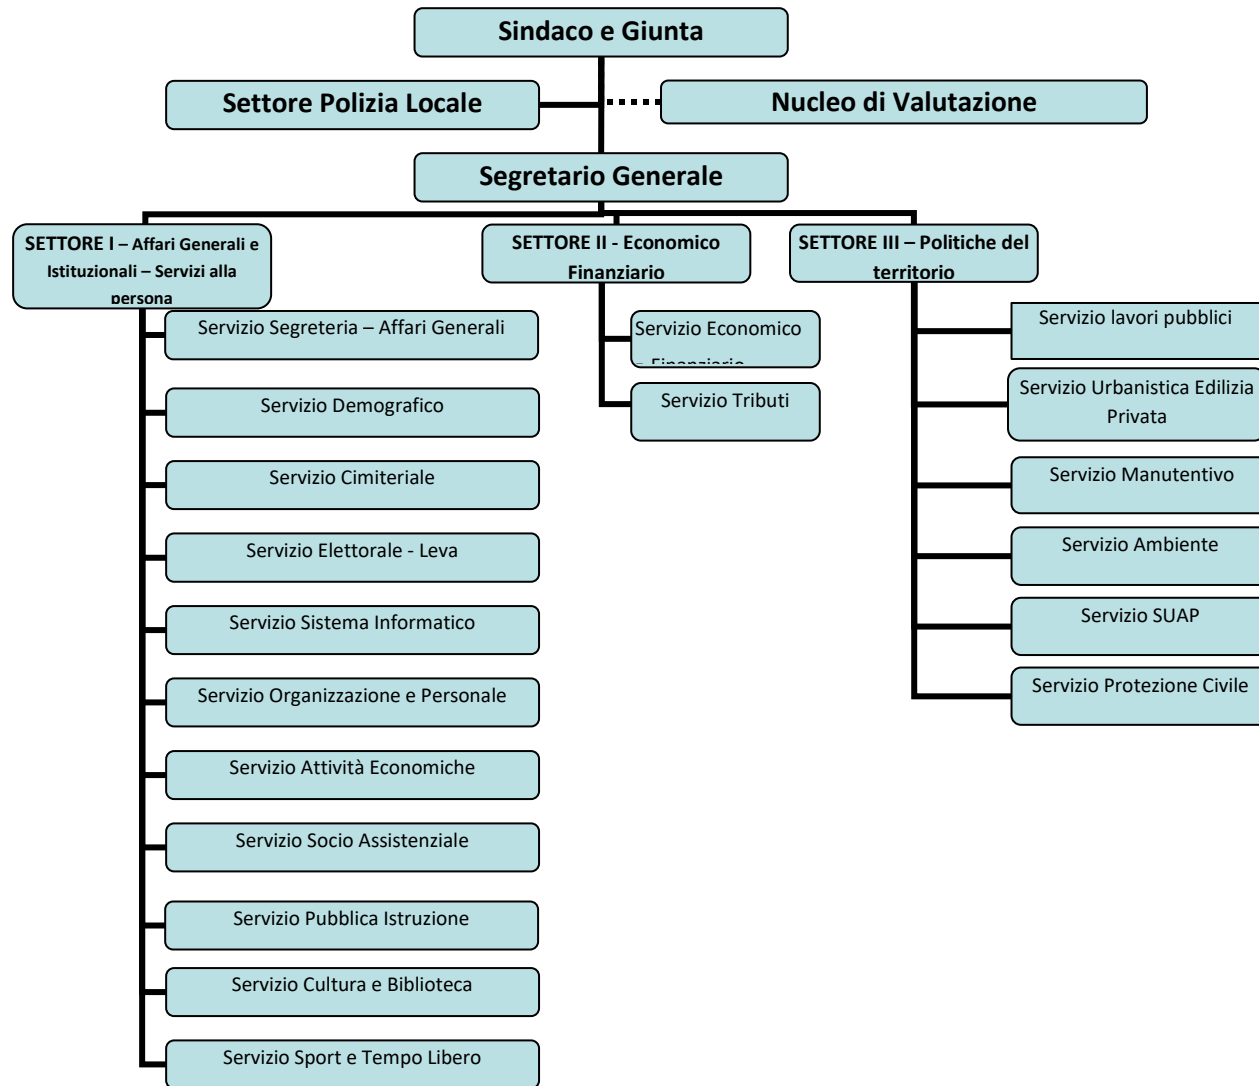 Sindaco e Giunta
Settore Polizia Locale
Nucleo di Valutazione
Segretario Generale
SETTORE I – Affari Generali e
Istituzionali – Servizi alla
persona
SETTORE II - Economico
Finanziario
SETTORE III – Politiche del
territorio
Servizio Segreteria – Affari Generali
Servizio Demografico
Servizio Cimiteriale
Servizio Elettorale - Leva
Servizio Sistema Informatico
Servizio Organizzazione e Personale
Servizio Attività Economiche
Servizio Socio Assistenziale
Servizio Pubblica Istruzione
Servizio Cultura e Biblioteca
Servizio Sport e Tempo Libero
Servizio Economico
– Finanziario
Servizio Tributi
Servizio lavori pubblici
Servizio Urbanistica Edilizia
Privata
Servizio Manutentivo
Servizio Ambiente
Servizio SUAP
Servizio Protezione Civile